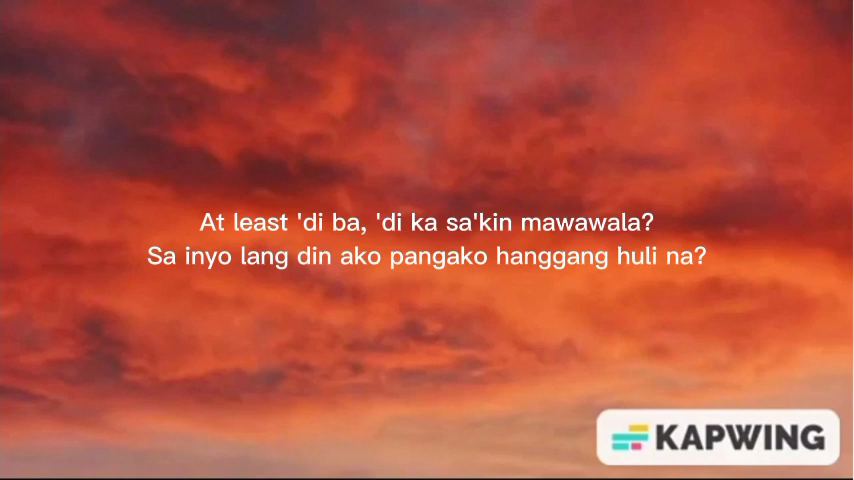 At least 'di ba, 'di ka sa'kin mawawala?
Sa inyo lang din ako pangako hanggang huli na?
KAPWING